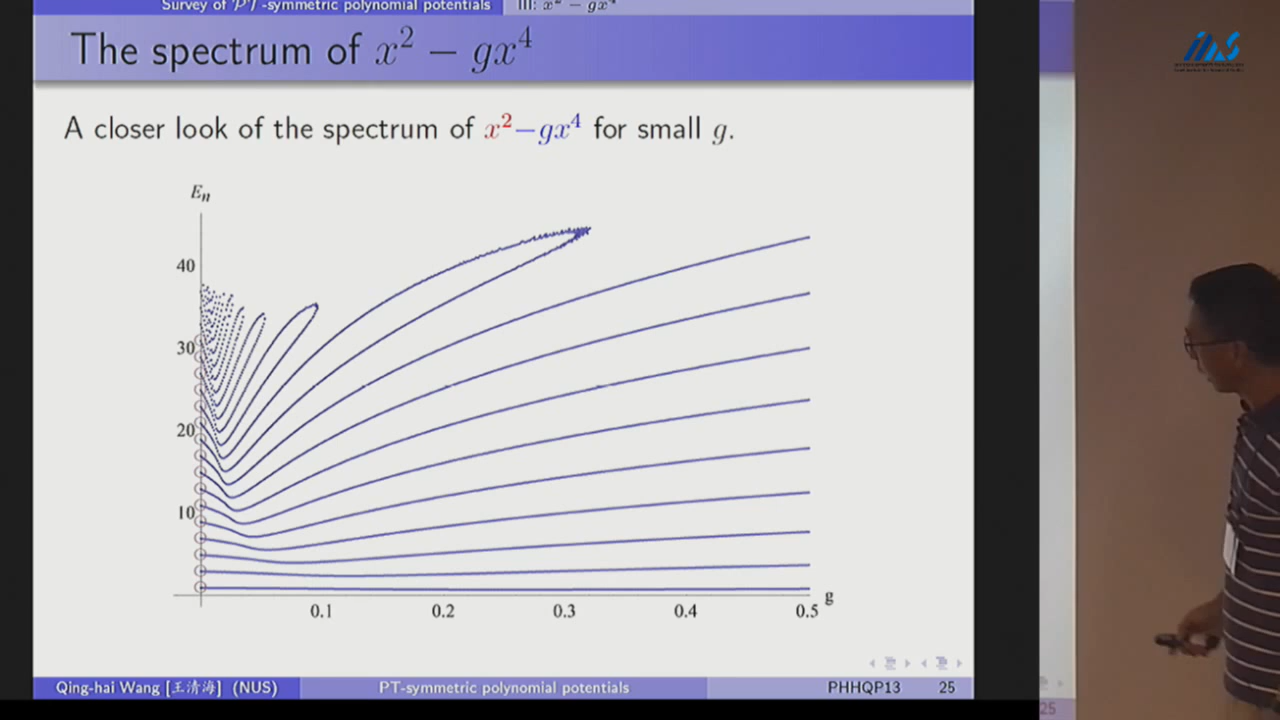 Survey of PT-symmetric polynomial potentials
III: x² − gx⁴
The spectrum of x² − gx⁴
A closer look of the spectrum of x²−gx⁴ for small g.
Eₙ
40
30
20
10
0.1 0.2 0.3 0.4 0.5 g
Qing-hai Wang [王清海] (NUS) PT-symmetric polynomial potentials PHHQP13 25
25